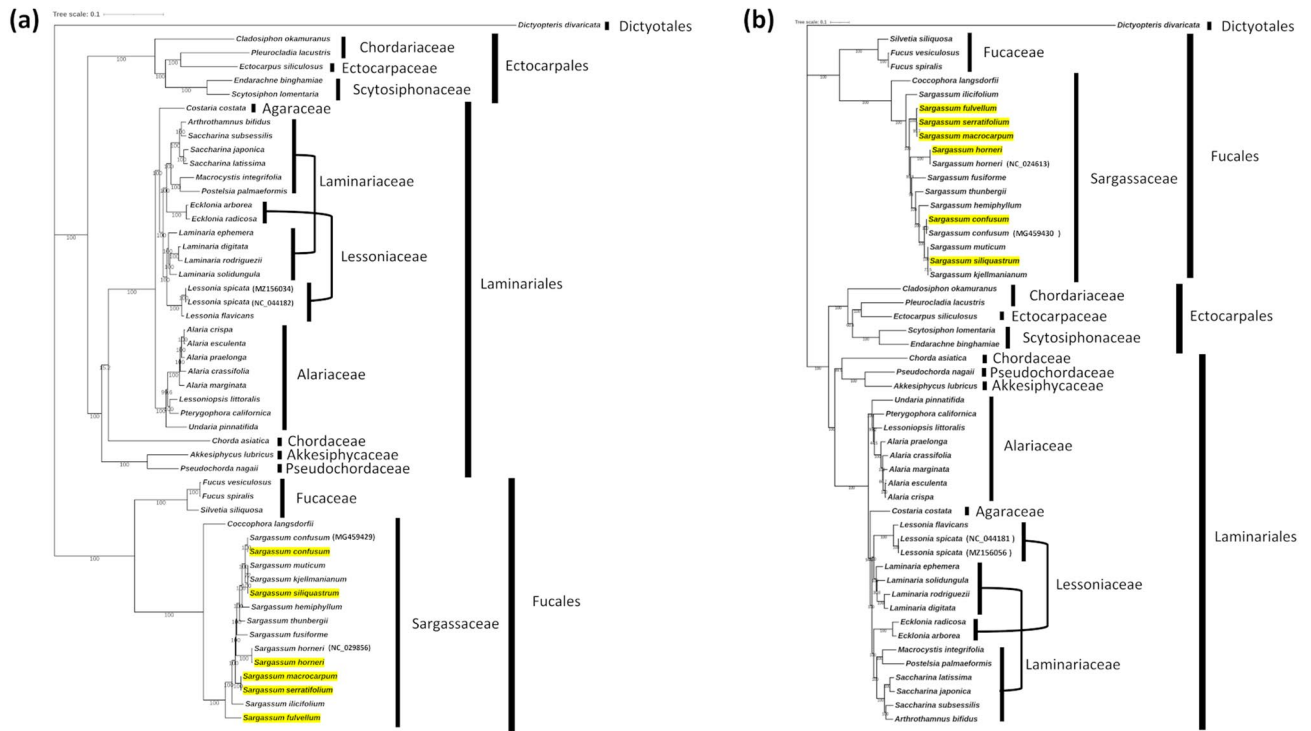 (a)
Tree scale: 0.1
Dictyopteris divaricata
Dictyotales
Cladosiphon okamuranus
Pleurocladia lacustris
Chordariaceae
Ectocarpus siliculosus
Ectocarpaceae
Endarachne binghamiae
Scytosiphon lomentaria
Scytosiphonaceae
Ectocarpales
Costaria costata
Agaraceae
Arthrothamnus bifidus
Saccharina subsessilis
Saccharina japonica
Saccharina latissima
Macrocystis integrifolia
Postelsia palmaeformis
Laminariaceae
Ecklonia arborea
Ecklonia radicosa
Laminaria ephemera
Laminaria digitata
Laminaria rodriguezii
Laminaria solidungula
Lessoniaceae
Lessonia spicata (MZ156034)
Lessonia spicata (NC_044182)
Lessonia flavicans
Laminariales
Alaria crispa
Alaria esculenta
Alaria praelonga
Alaria crassifolia
Alaria marginata
Lessoniopsis littoralis
Pterygophora californica
Undaria pinnatifida
Alariaceae
Chorda asiatica
Chordaceae
Akkesiphycus lubricus
Akkesiphycaceae
Pseudochorda nagaii
Pseudochordaceae
Fucus vesiculosus
Fucus spiralis
Silvetia siliquosa
Fucaceae
Coccophora langsdorfii
Sargassum confusum (MG459429)
Sargassum confusum
Sargassum muticum
Sargassum kjellmanianum
Sargassum siliquastrum
Sargassum hemiphyllum
Sargassum thunbergii
Sargassum fusiforme
Sargassum horneri (NC_029856)
Sargassum horneri
Sargassum macrocarpum
Sargassum serratifolium
Sargassum ilicifolium
Sargassum fulvellum
Sargassaceae
Fucales
(b)
Tree scale: 0.1
Dictyopteris divaricata
Dictyotales
Silvetia siliquosa
Fucus vesiculosus
Fucus spiralis
Fucaceae
Coccophora langsdorfii
Sargassum ilicifolium
Sargassum fulvellum
Sargassum serratifolium
Sargassum macrocarpum
Sargassum horneri
Sargassum horneri (NC_024613)
Sargassum fusiforme
Sargassum thunbergii
Sargassum hemiphyllum
Sargassum confusum
Sargassum confusum (MG459430 )
Sargassum muticum
Sargassum siliquastrum
Sargassum kjellmanianum
Sargassaceae
Fucales
Cladosiphon okamuranus
Pleurocladia lacustris
Chordariaceae
Ectocarpus siliculosus
Ectocarpaceae
Scytosiphon lomentaria
Endarachne binghamiae
Scytosiphonaceae
Ectocarpales
Chorda asiatica
Chordaceae
Pseudochorda nagaii
Pseudochordaceae
Akkesiphycus lubricus
Akkesiphycaceae
Undaria pinnatifida
Pterygophora californica
Lessoniopsis littoralis
Alaria praelonga
Alaria crassifolia
Alaria marginata
Alaria esculenta
Alaria crispa
Alariaceae
Costaria costata
Agaraceae
Lessonia flavicans
Lessonia spicata (NC_044181 )
Lessonia spicata (MZ156056 )
Laminaria ephemera
Laminaria solidungula
Laminaria rodriguezii
Laminaria digitata
Lessoniaceae
Ecklonia radicosa
Ecklonia arborea
Macrocystis integrifolia
Postelsia palmaeformis
Saccharina latissima
Saccharina japonica
Saccharina subsessilis
Arthrothamnus bifidus
Laminariaceae
Laminariales